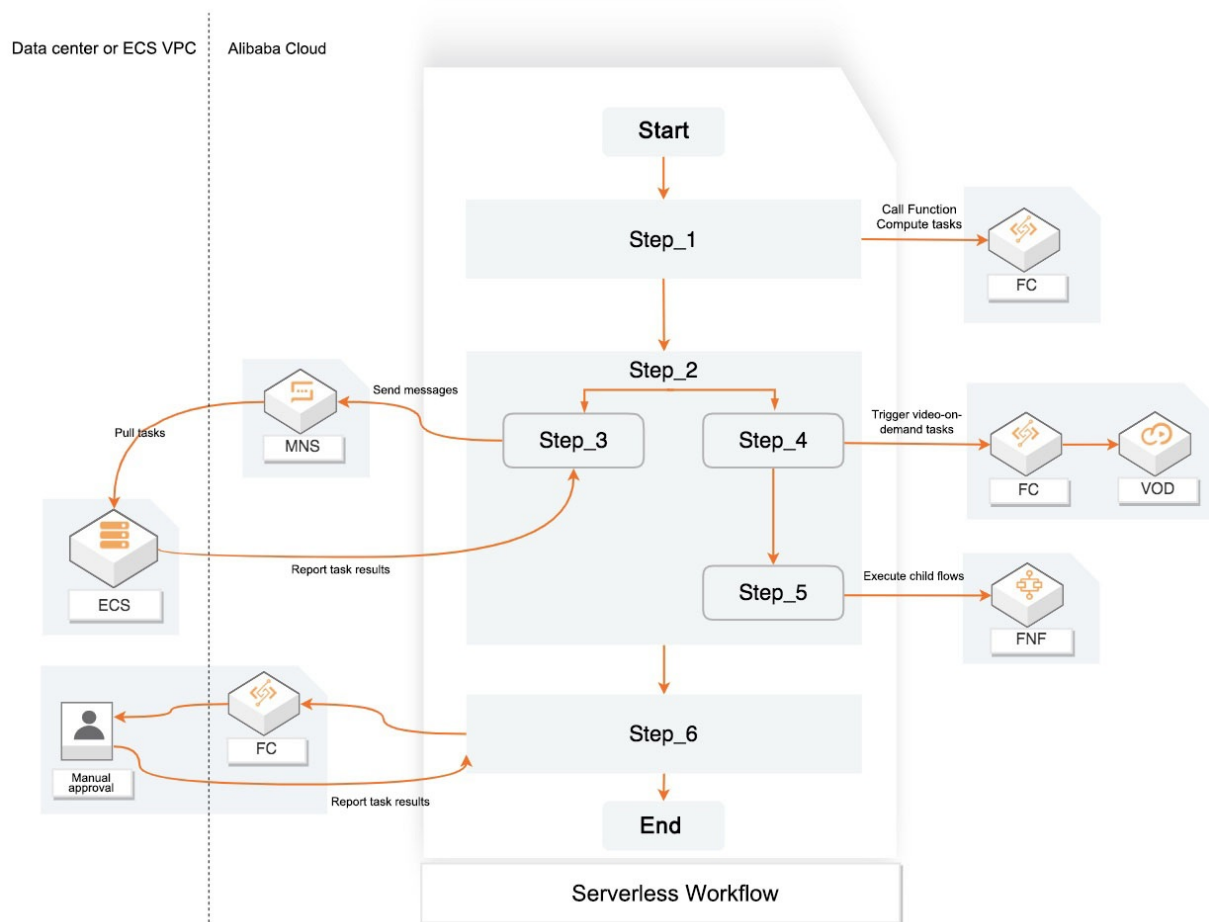 Data center or ECS VPC
Alibaba Cloud
Start
Step_1
Call Function
Compute tasks
FC
Step_2
Send messages
MNS
Pull tasks
Step_3
Step_4
Trigger video-on-
demand tasks
FC
VOD
ECS
Report task results
Step_5
Execute child flows
FNF
Step_6
FC
Manual
approval
Report task results
End
Serverless Workflow